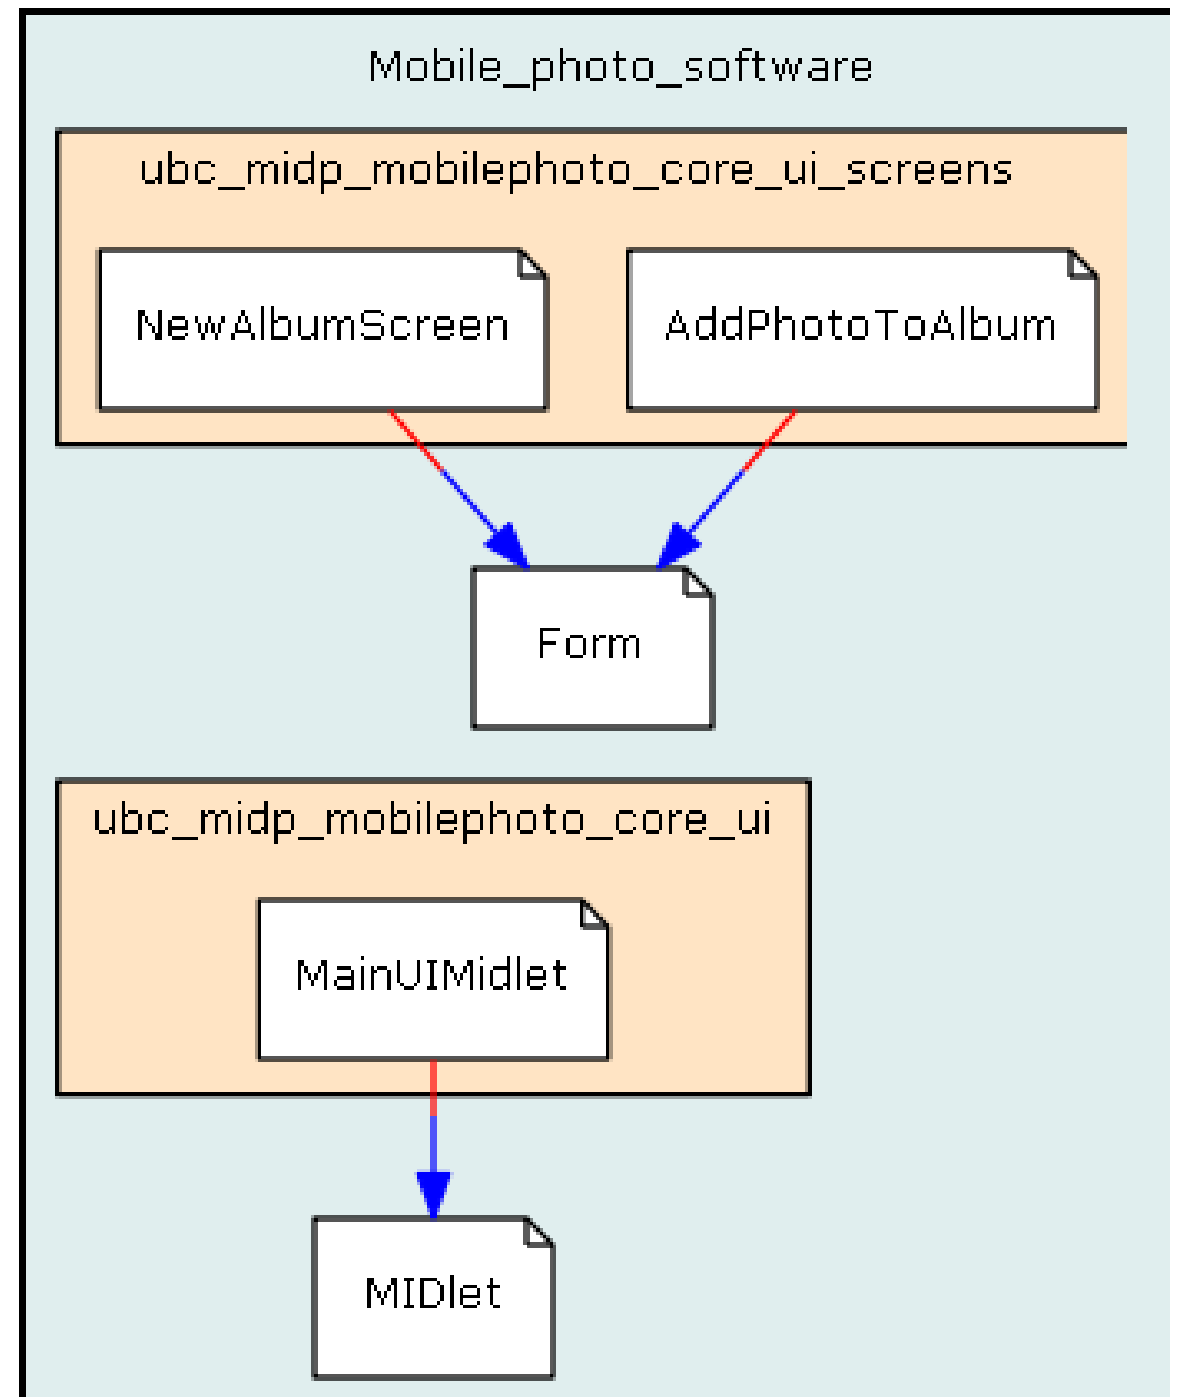 Mobile_photo_software
ubc_midp_mobilephoto_core_ui_screens
NewAlbumScreen
AddPhotoToAlbum
Form
ubc_midp_mobilephoto_core_ui
MainUIMidlet
MIDlet